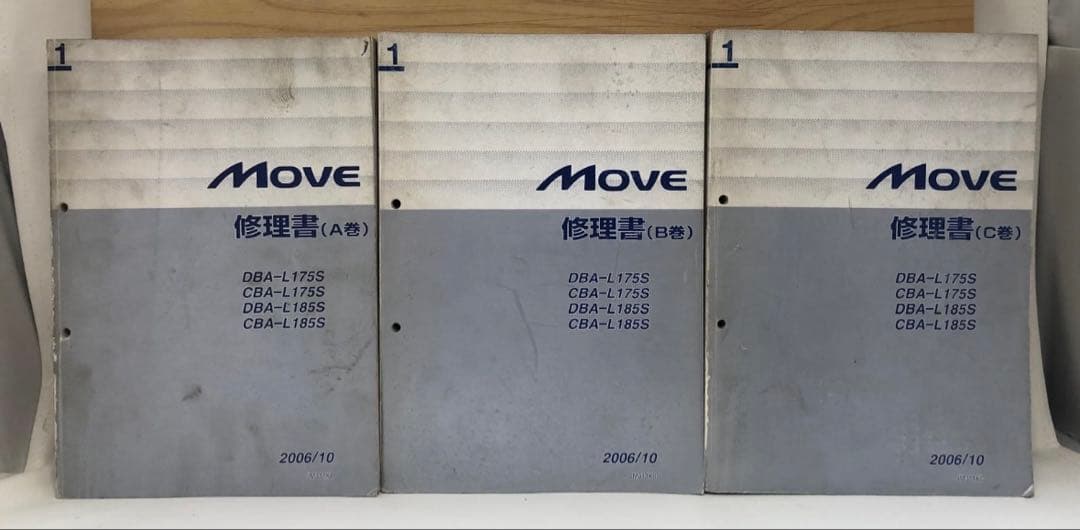 1
MOVE
修理書(A巻)
DBA-L175S
CBA-L175S
DBA-L185S
CBA-L185S
2006/10
1
MOVE
修理書(B巻)
DBA-L175S
CBA-L175S
DBA-L185S
CBA-L185S
2006/10
1
MOVE
修理書(C巻)
DBA-L175S
CBA-L175S
DBA-L185S
CBA-L185S
2006/10